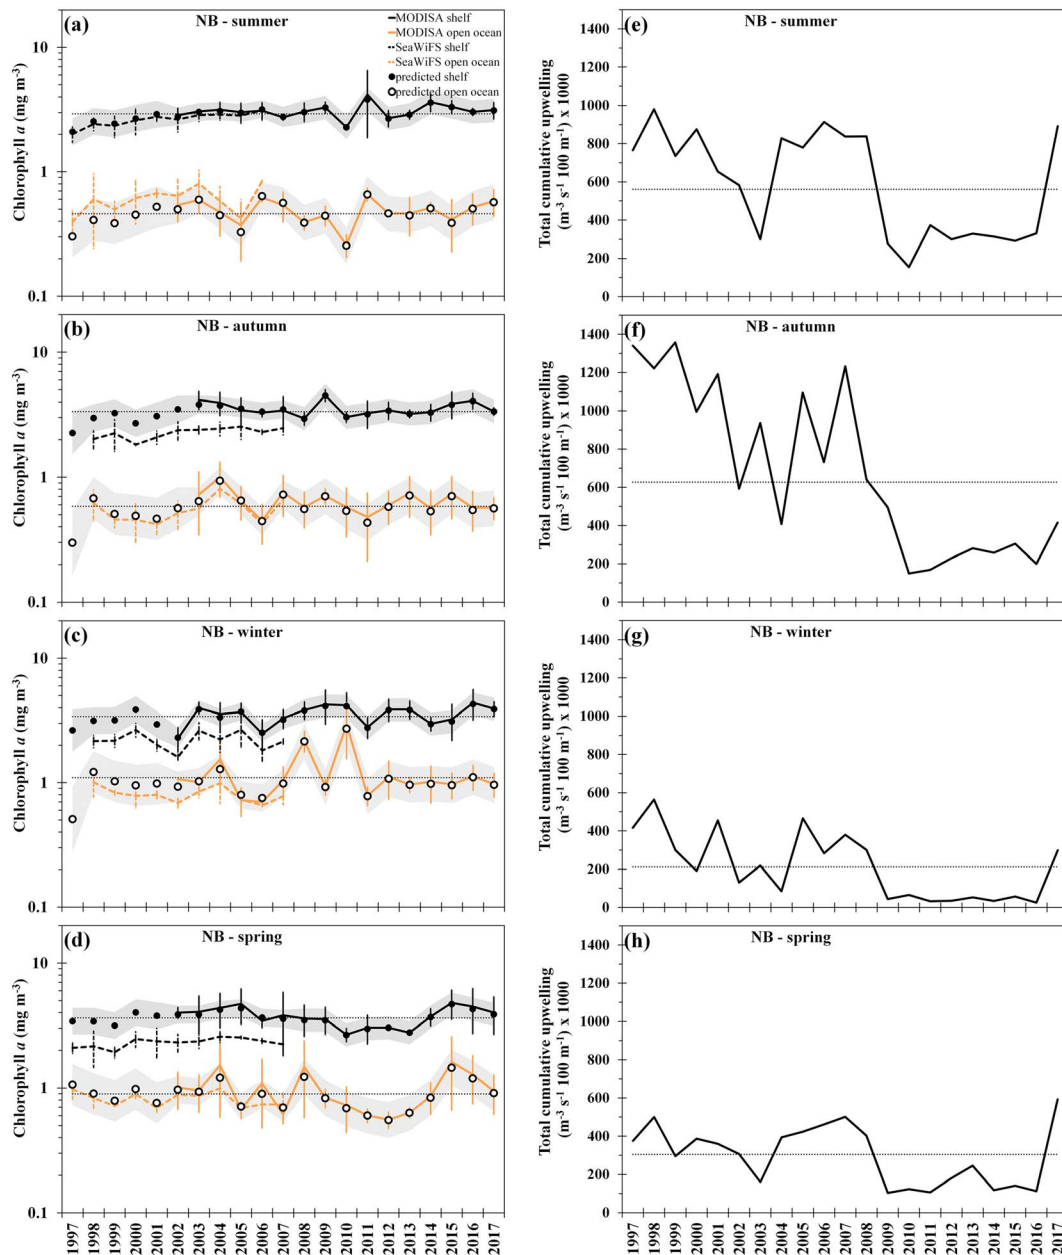 (a)
NB - summer
MODISA shelf
MODISA open ocean
SeaWiFS shelf
SeaWiFS open ocean
predicted shelf
predicted open ocean
Chlorophyll a (mg m⁻³)
10
1
0.1
(e)
NB - summer
Total cumulative upwelling
(m⁻³ s⁻¹ 100 m⁻¹) x 1000
1400
1200
1000
800
600
400
200
0
(b)
NB - autumn
Chlorophyll a (mg m⁻³)
10
1
0.1
(f)
NB - autumn
Total cumulative upwelling
(m⁻³ s⁻¹ 100 m⁻¹) x 1000
1400
1200
1000
800
600
400
200
0
(c)
NB - winter
Chlorophyll a (mg m⁻³)
10
1
0.1
(g)
NB - winter
Total cumulative upwelling
(m⁻³ s⁻¹ 100 m⁻¹) x 1000
1400
1200
1000
800
600
400
200
0
(d)
NB - spring
Chlorophyll a (mg m⁻³)
10
1
0.1
1997
1998
1999
2000
2001
2002
2003
2004
2005
2006
2007
2008
2009
2010
2011
2012
2013
2014
2015
2016
2017
(h)
NB - spring
Total cumulative upwelling
(m⁻³ s⁻¹ 100 m⁻¹) x 1000
1400
1200
1000
800
600
400
200
0
1997
1998
1999
2000
2001
2002
2003
2004
2005
2006
2007
2008
2009
2010
2011
2012
2013
2014
2015
2016
2017